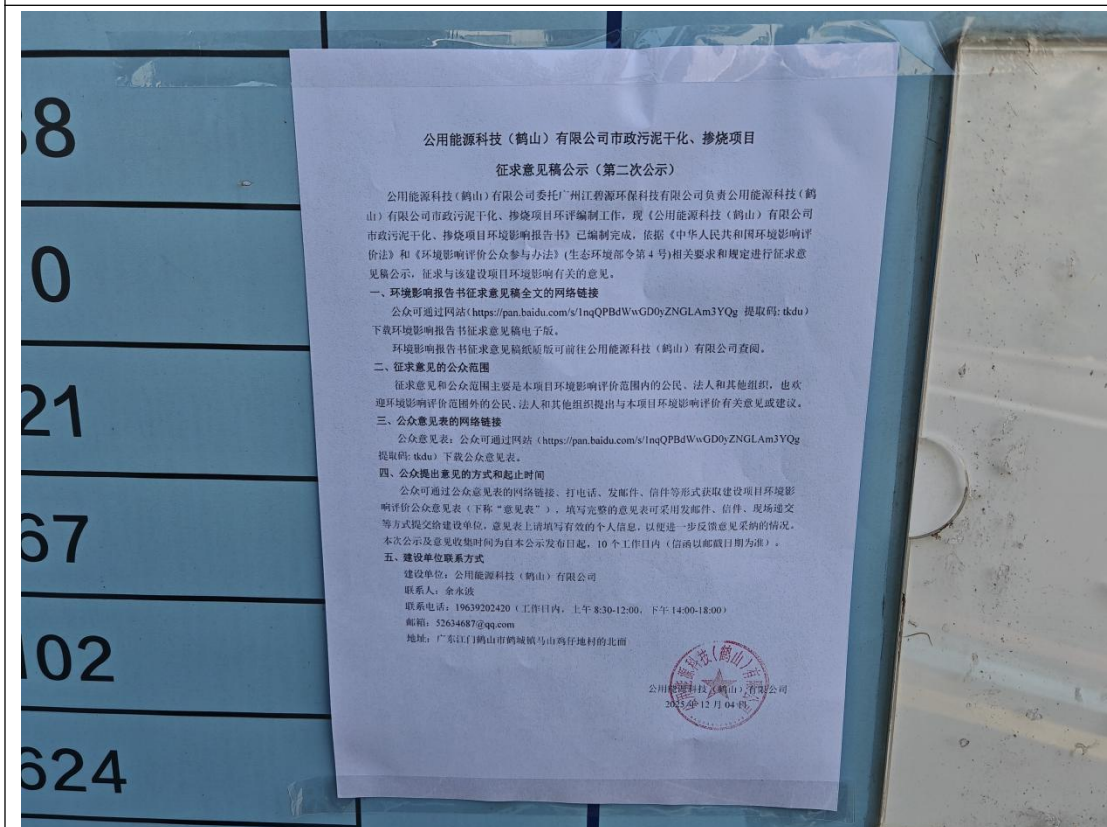 38
0
21
67
102
624
公用能源科技（鹤山）有限公司市政污泥干化、掺烧项目
征求意见稿公示（第二次公示）
公用能源科技（鹤山）有限公司委托广州江碧源环保科技有限公司负责公用能源科技（鹤
山）有限公司市政污泥干化、掺烧项目环评编制工作，现《公用能源科技（鹤山）有限公司
市政污泥干化、掺烧项目环境影响报告书》已编制完成，依据《中华人民共和国环境影响评
价法》和《环境影响评价公众参与办法》（生态环境部令第 4 号)相关要求和规定进行征求意
见稿公示，征求与该建设项目环境影响有关的意见。
一、环境影响报告书征求意见稿全文的网络链接
公众可通过网站（https://pan.baidu.com/s/1nqQPBdWwGD0yZNGLAm3YQg 提取码: tkdu）
下载环境影响报告书征求意见稿电子版。
环境影响报告书征求意见稿纸质版可前往公用能源科技（鹤山）有限公司查阅。
二、征求意见的公众范围
征求意见和公众范围主要是本项目环境影响评价范围内的公民、法人和其他组织，也欢
迎环境影响评价范围外的公民、法人和其他组织提出与本项目环境影响评价有关意见或建议。
三、公众意见表的网络链接
公众意见表：公众可通过网站（https://pan.baidu.com/s/1nqQPBdWwGD0yZNGLAm3YQg
提取码: tkdu）下载公众意见表。
四、公众提出意见的方式和起止时间
公众可通过公众意见表的网络链接、打电话、发邮件、信件等形式获取建设项目环境影
响评价公众意见表（下称“意见表”），填写完整的意见表可采用发邮件、信件、现场递交
等方式提交给建设单位，意见表上请填写有效的个人信息，以便进一步反馈意见采纳的情况。
本次公示及意见收集时间为自本公示发布日起，10 个工作日内（信函以邮戳日期为准）。
五、建设单位联系方式
建设单位：公用能源科技（鹤山）有限公司
联系人：余永波
联系电话：19639202420（工作日内，上午 8:30-12:00，下午 14:00-18:00）
邮箱：52634687@qq.com
地址：广东江门鹤山市鹤城镇马山鸡仔地村的北面
公用能源科技（鹤山）有限公司
2025 年 12 月 04 日
公用能源科技（鹤山）有限公司